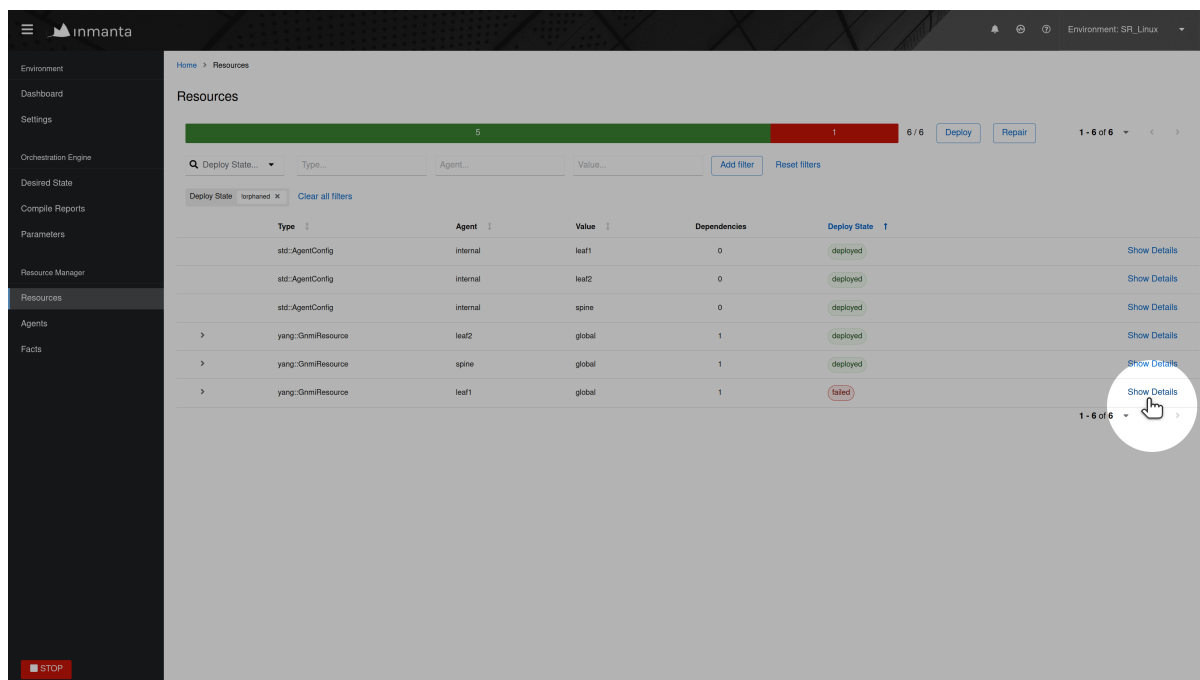 inmanta
Environment: SR_Linux
Environment
Dashboard
Settings
Orchestration Engine
Desired State
Compile Reports
Parameters
Resource Manager
Resources
Agents
Facts
STOP
Home > Resources
Resources
5 1 6 / 6 Deploy Repair 1 - 6 of 6
Deploy State... Type... Agent... Value... Add filter Reset filters
Deploy State !orphaned × Clear all filters
Type Agent Value Dependencies Deploy State
std::AgentConfig internal leaf1 0 deployed Show Details
std::AgentConfig internal leaf2 0 deployed Show Details
std::AgentConfig internal spine 0 deployed Show Details
yang::GnmiResource leaf2 global 1 deployed Show Details
yang::GnmiResource spine global 1 deployed Show Details
yang::GnmiResource leaf1 global 1 failed Show Details
1 - 6 of 6